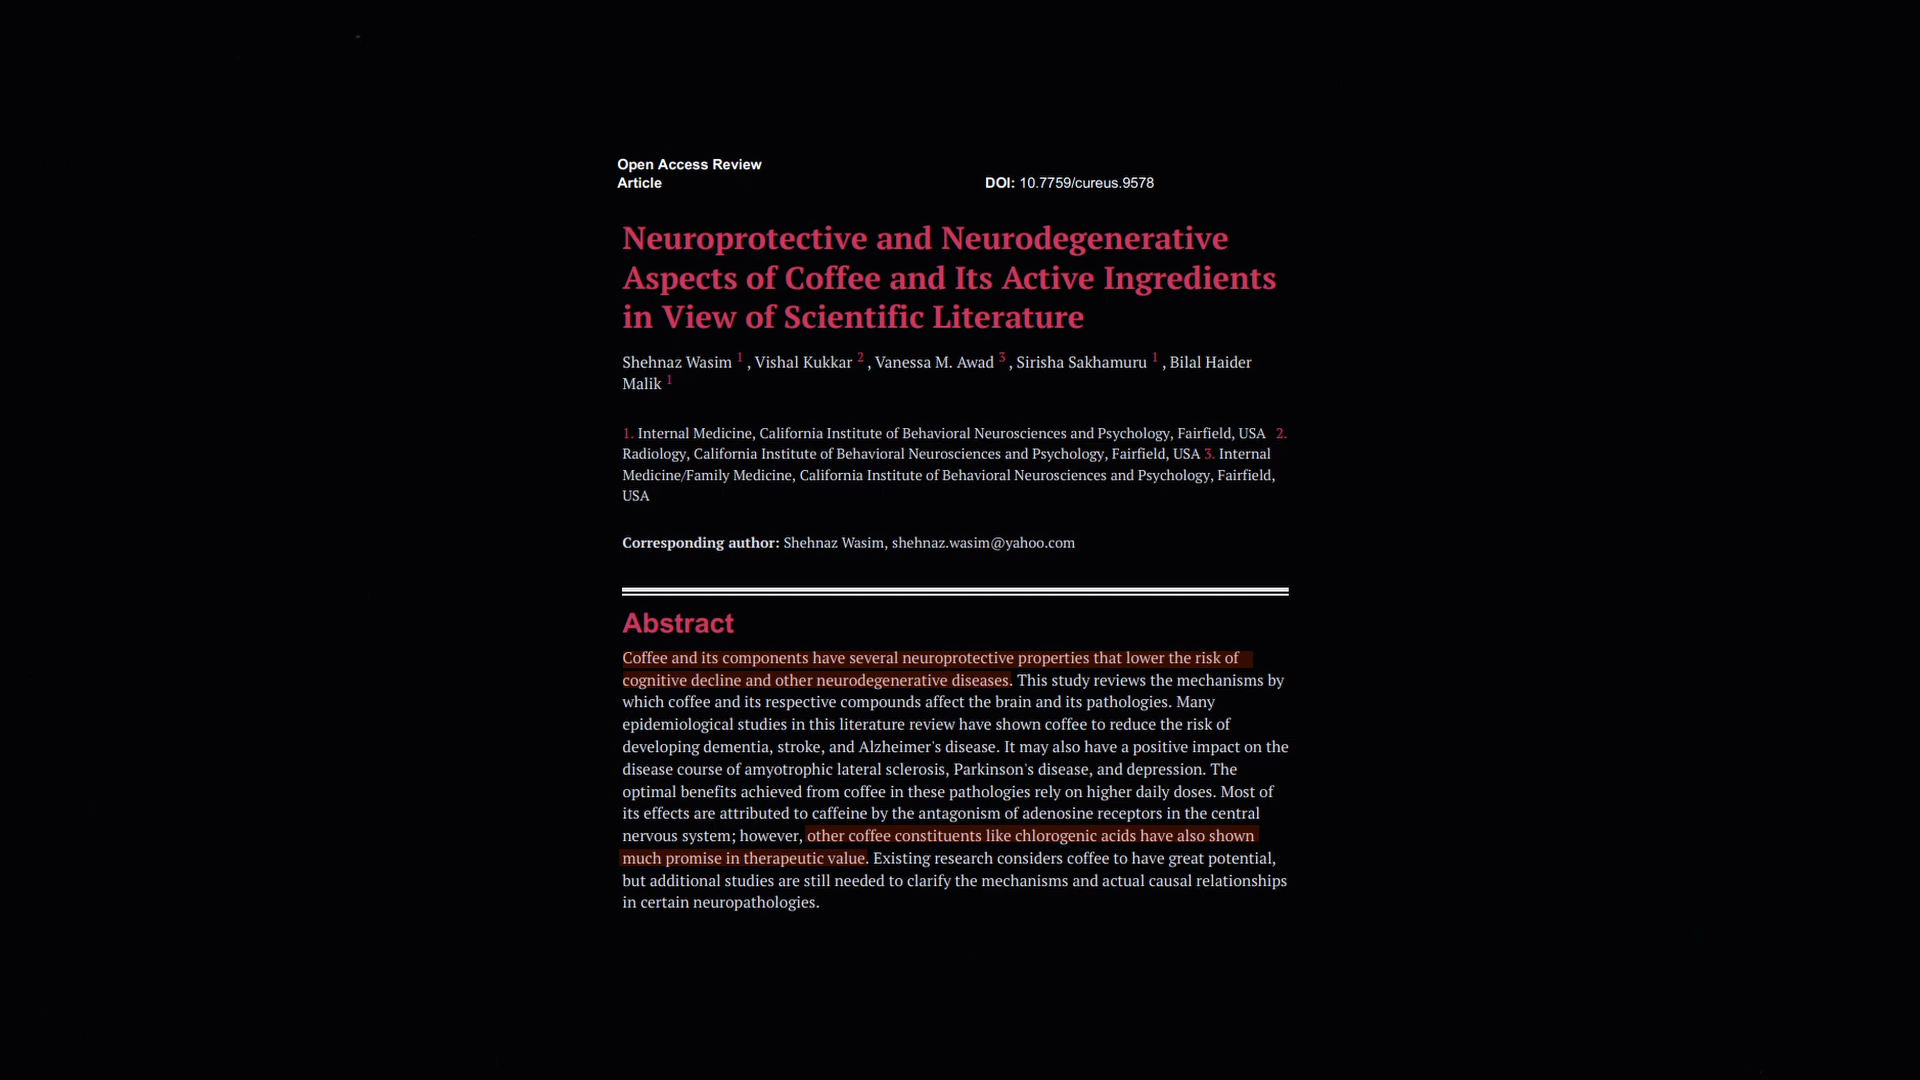 Open Access Review
Article
DOI: 10.7759/cureus.9578
Neuroprotective and Neurodegenerative
Aspects of Coffee and Its Active Ingredients
in View of Scientific Literature
Shehnaz Wasim 1 , Vishal Kukkar 2 , Vanessa M. Awad 3 , Sirisha Sakhamuru 1 , Bilal Haider
Malik 1
1. Internal Medicine, California Institute of Behavioral Neurosciences and Psychology, Fairfield, USA 2.
Radiology, California Institute of Behavioral Neurosciences and Psychology, Fairfield, USA 3. Internal
Medicine/Family Medicine, California Institute of Behavioral Neurosciences and Psychology, Fairfield,
USA
Corresponding author: Shehnaz Wasim, shehnaz.wasim@yahoo.com
Abstract
Coffee and its components have several neuroprotective properties that lower the risk of
cognitive decline and other neurodegenerative diseases. This study reviews the mechanisms by
which coffee and its respective compounds affect the brain and its pathologies. Many
epidemiological studies in this literature review have shown coffee to reduce the risk of
developing dementia, stroke, and Alzheimer's disease. It may also have a positive impact on the
disease course of amyotrophic lateral sclerosis, Parkinson's disease, and depression. The
optimal benefits achieved from coffee in these pathologies rely on higher daily doses. Most of
its effects are attributed to caffeine by the antagonism of adenosine receptors in the central
nervous system; however, other coffee constituents like chlorogenic acids have also shown
much promise in therapeutic value. Existing research considers coffee to have great potential,
but additional studies are still needed to clarify the mechanisms and actual causal relationships
in certain neuropathologies.